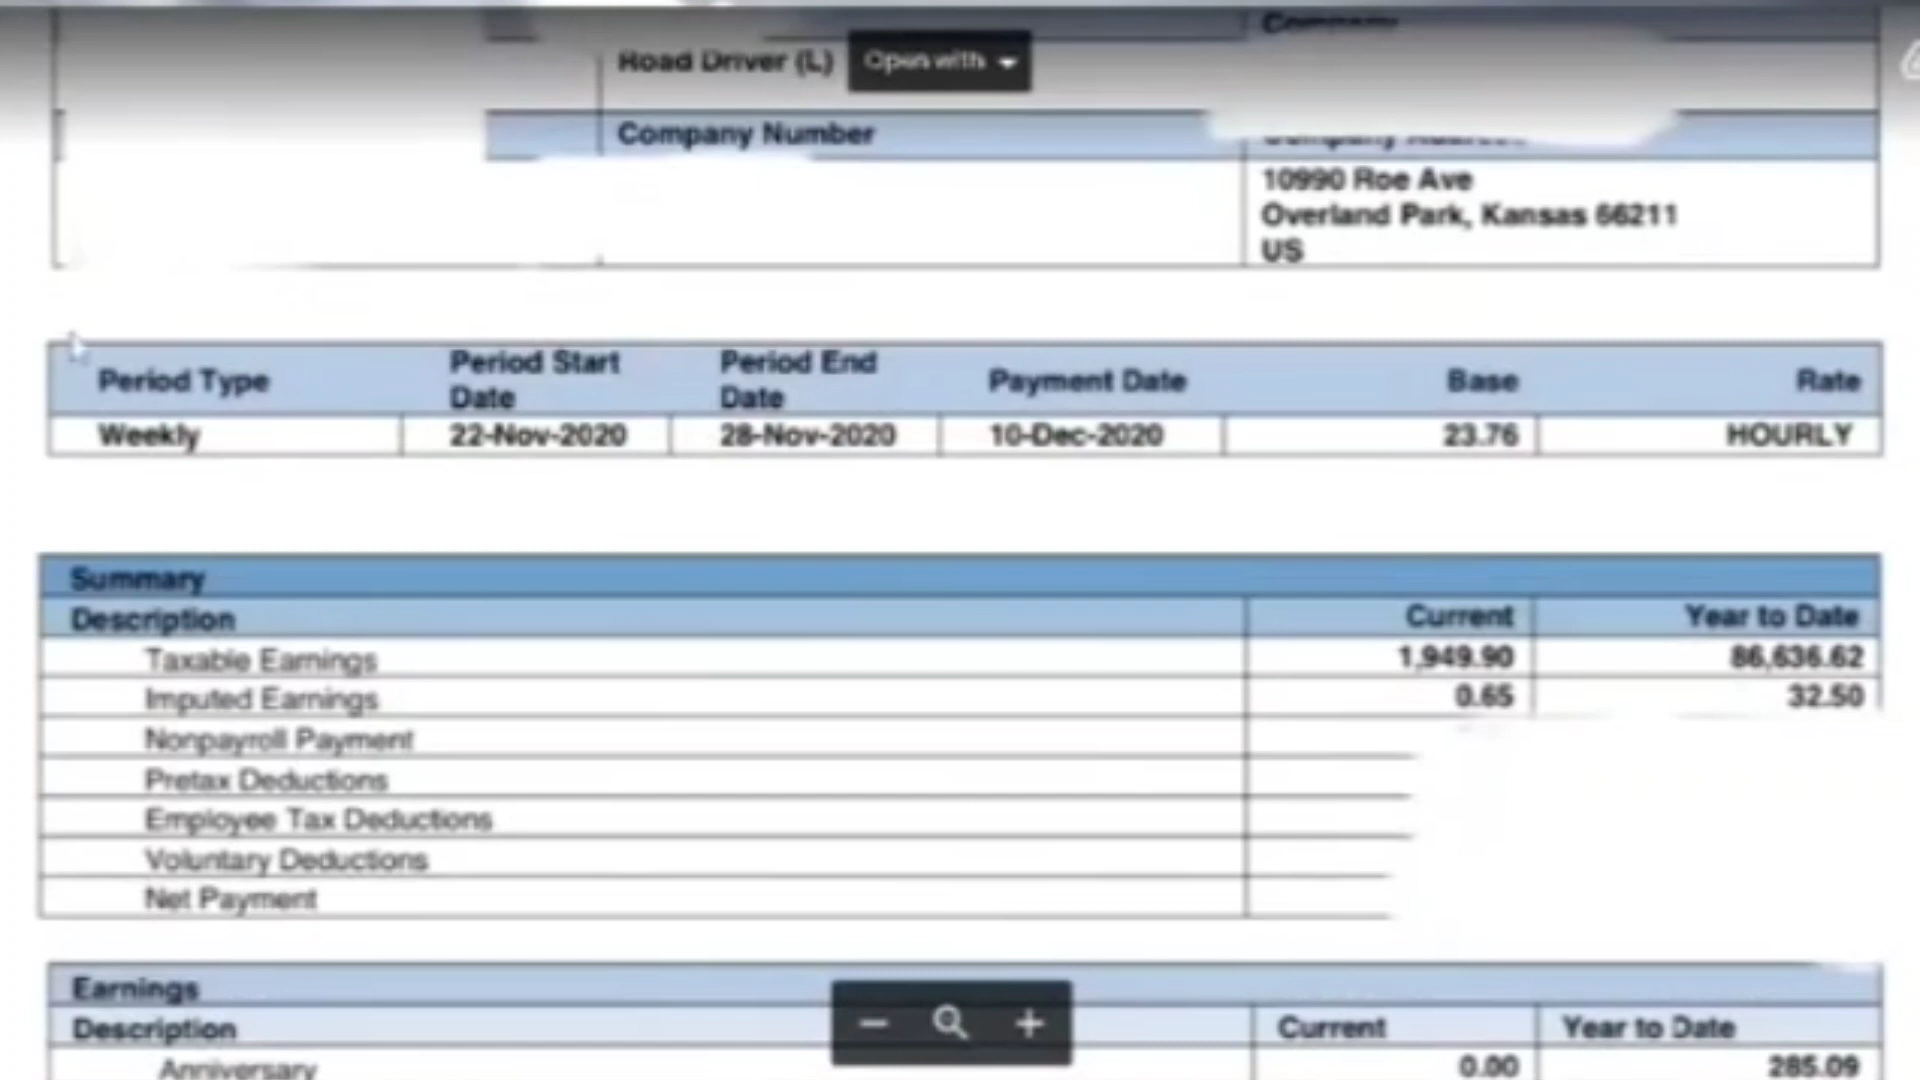 Company
Road Driver (L)
Open with
Company Number
Company Address
10990 Roe Ave
Overland Park, Kansas 66211
US
Period Type Period Start Date Period End Date Payment Date Base Rate
Weekly 22-Nov-2020 28-Nov-2020 10-Dec-2020 23.76 HOURLY
Summary
Description Current Year to Date
Taxable Earnings 1,949.90 86,636.62
Imputed Earnings 0.65 32.50
Nonpayroll Payment
Pretax Deductions
Employee Tax Deductions
Voluntary Deductions
Net Payment
Earnings
Description Current Year to Date
Anniversary 0.00 285.09